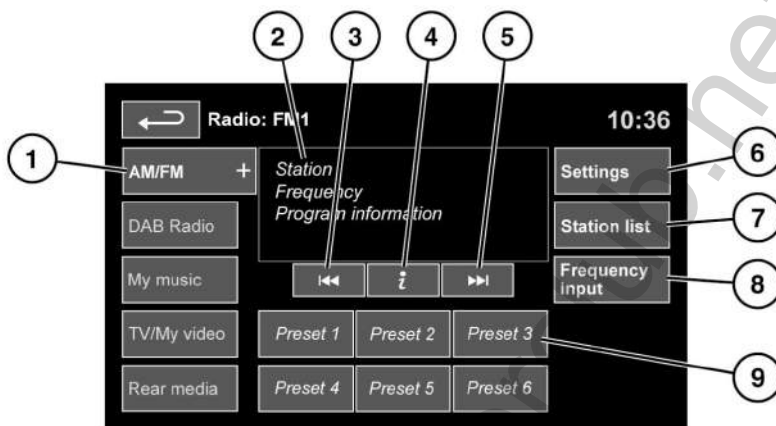 2 3 4 5
Radio: FM1 10:36
1 AM/FM + Station Settings 6
Frequency
Program information
DAB Radio Station list 7
My music i Frequency input 8
TV/My video Preset 1 Preset 2 Preset 3
Rear media Preset 4 Preset 5 Preset 6 9